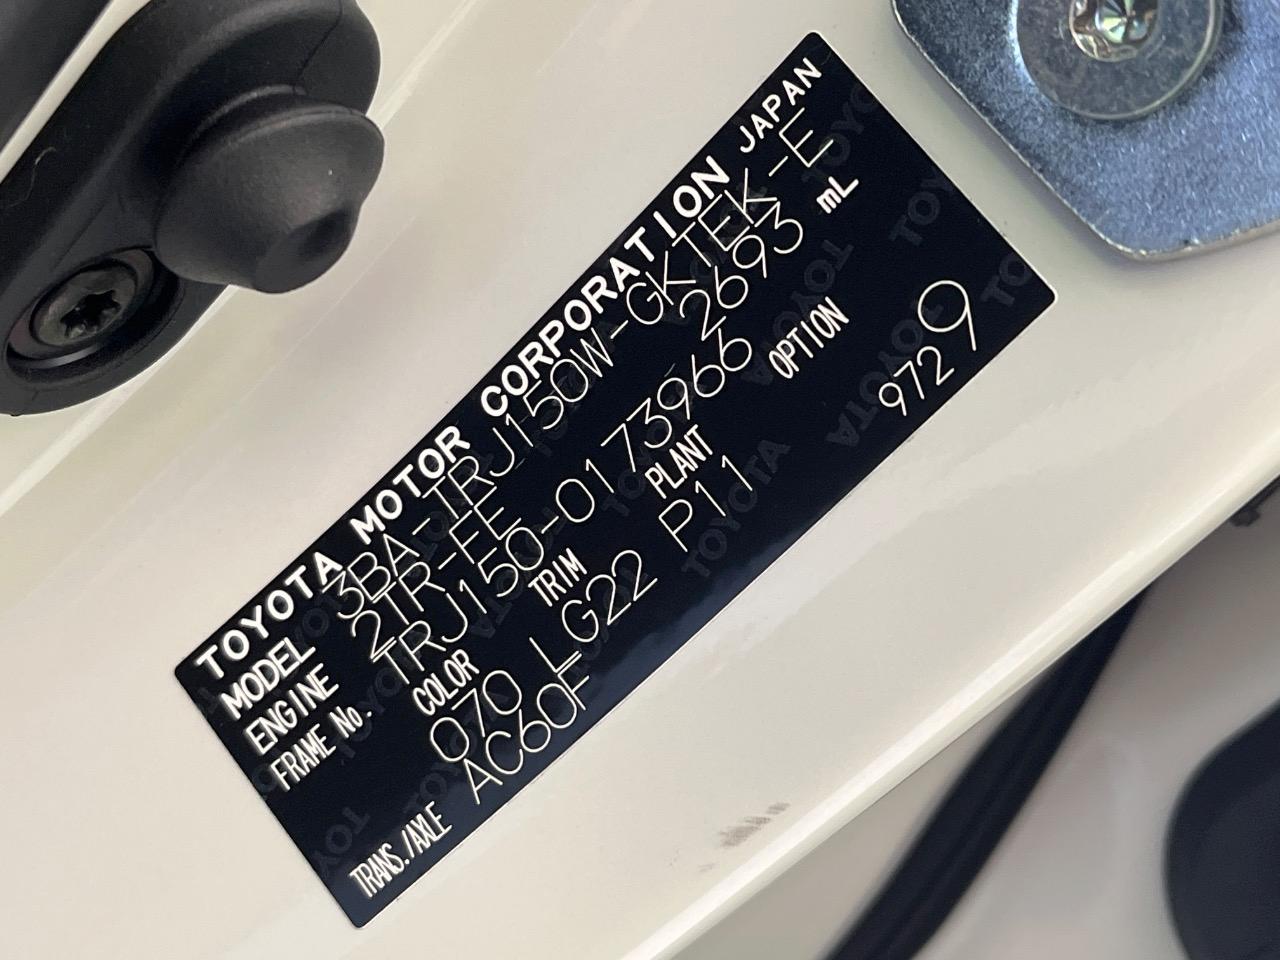 TOYOTA MOTOR CORPORATION JAPAN
MODEL 3BA-TRJ150W-GKTEK-E
ENGINE 2TR-FE 2693 mL
FRAME No. TRJ150-0173966
COLOR TRIM PLANT OPTION
070 LG22 P11 9729
TRANS./AXLE AC60F